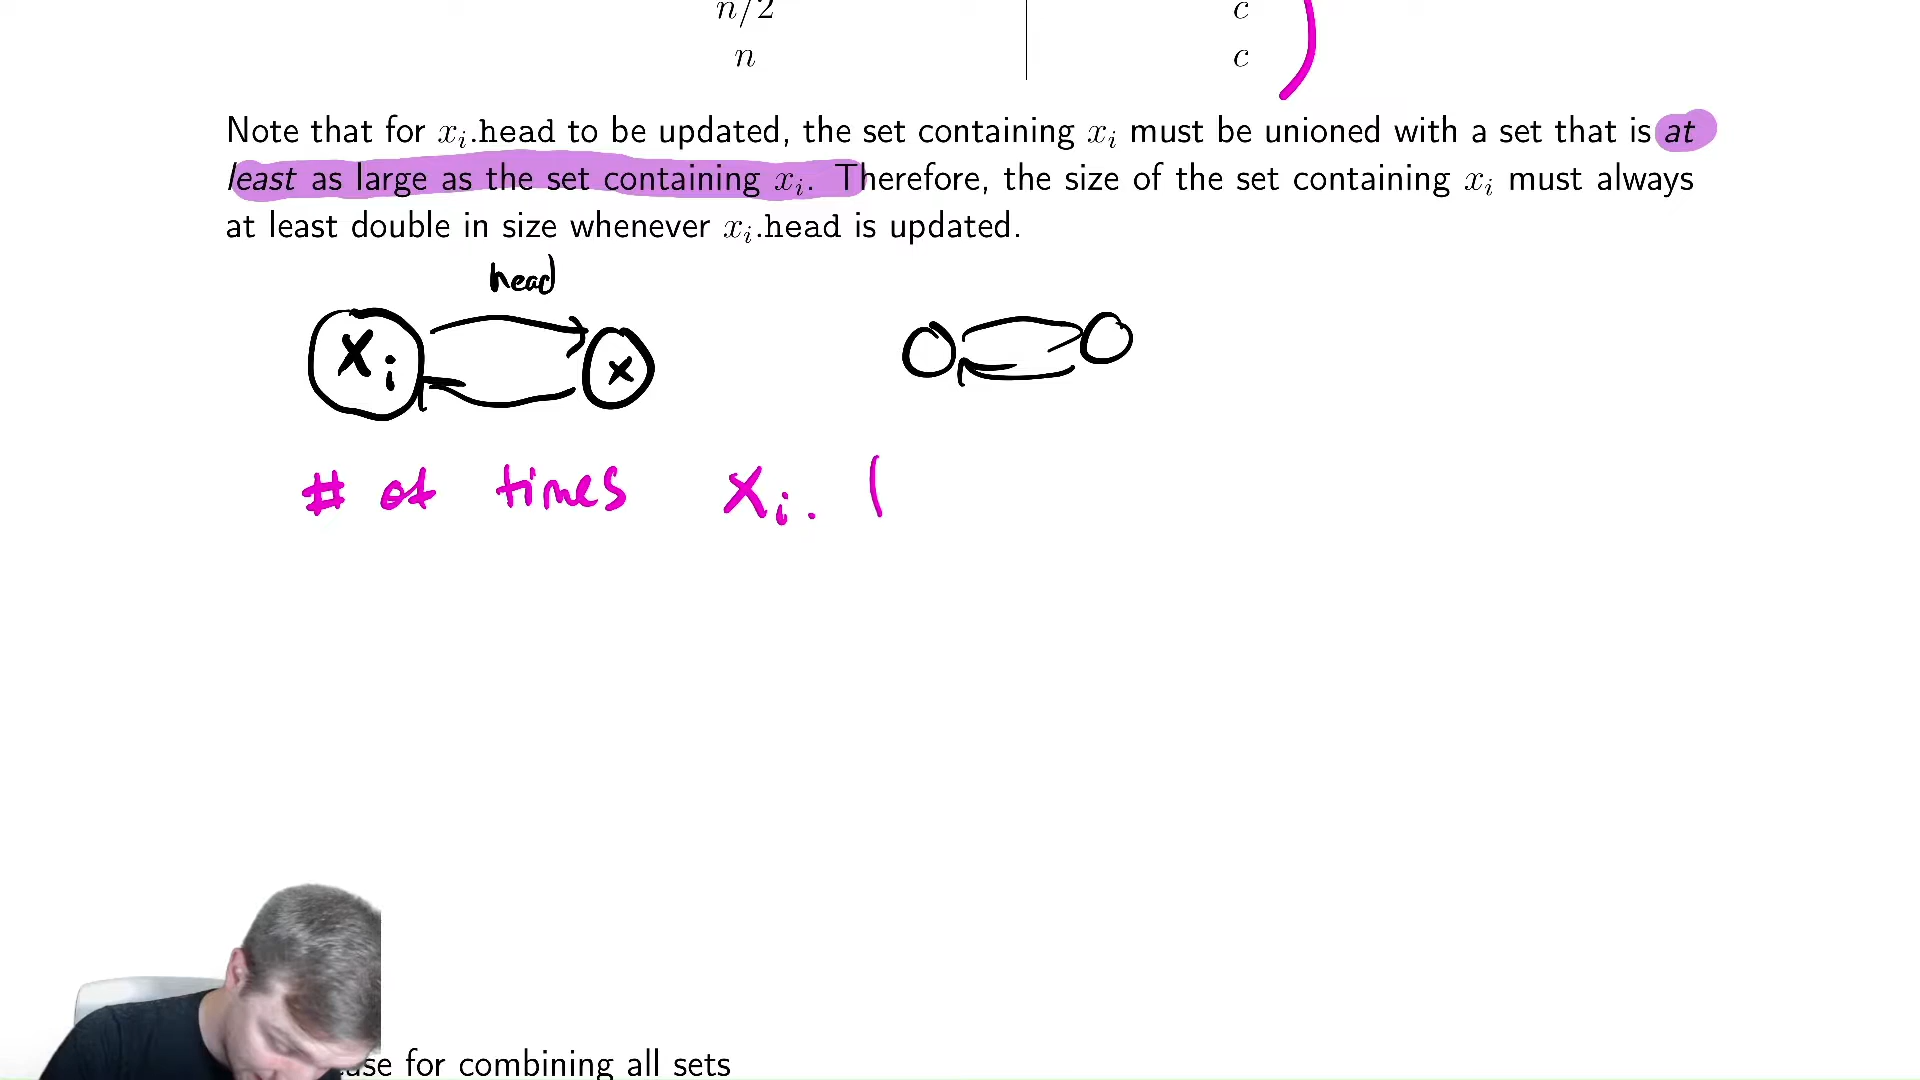 n/2 c
n c
Note that for xᵢ.head to be updated, the set containing xᵢ must be unioned with a set that is at
least as large as the set containing xᵢ. Therefore, the size of the set containing xᵢ must always
at least double in size whenever xᵢ.head is updated.
head
xᵢ x
# of times xᵢ.
for combining all sets